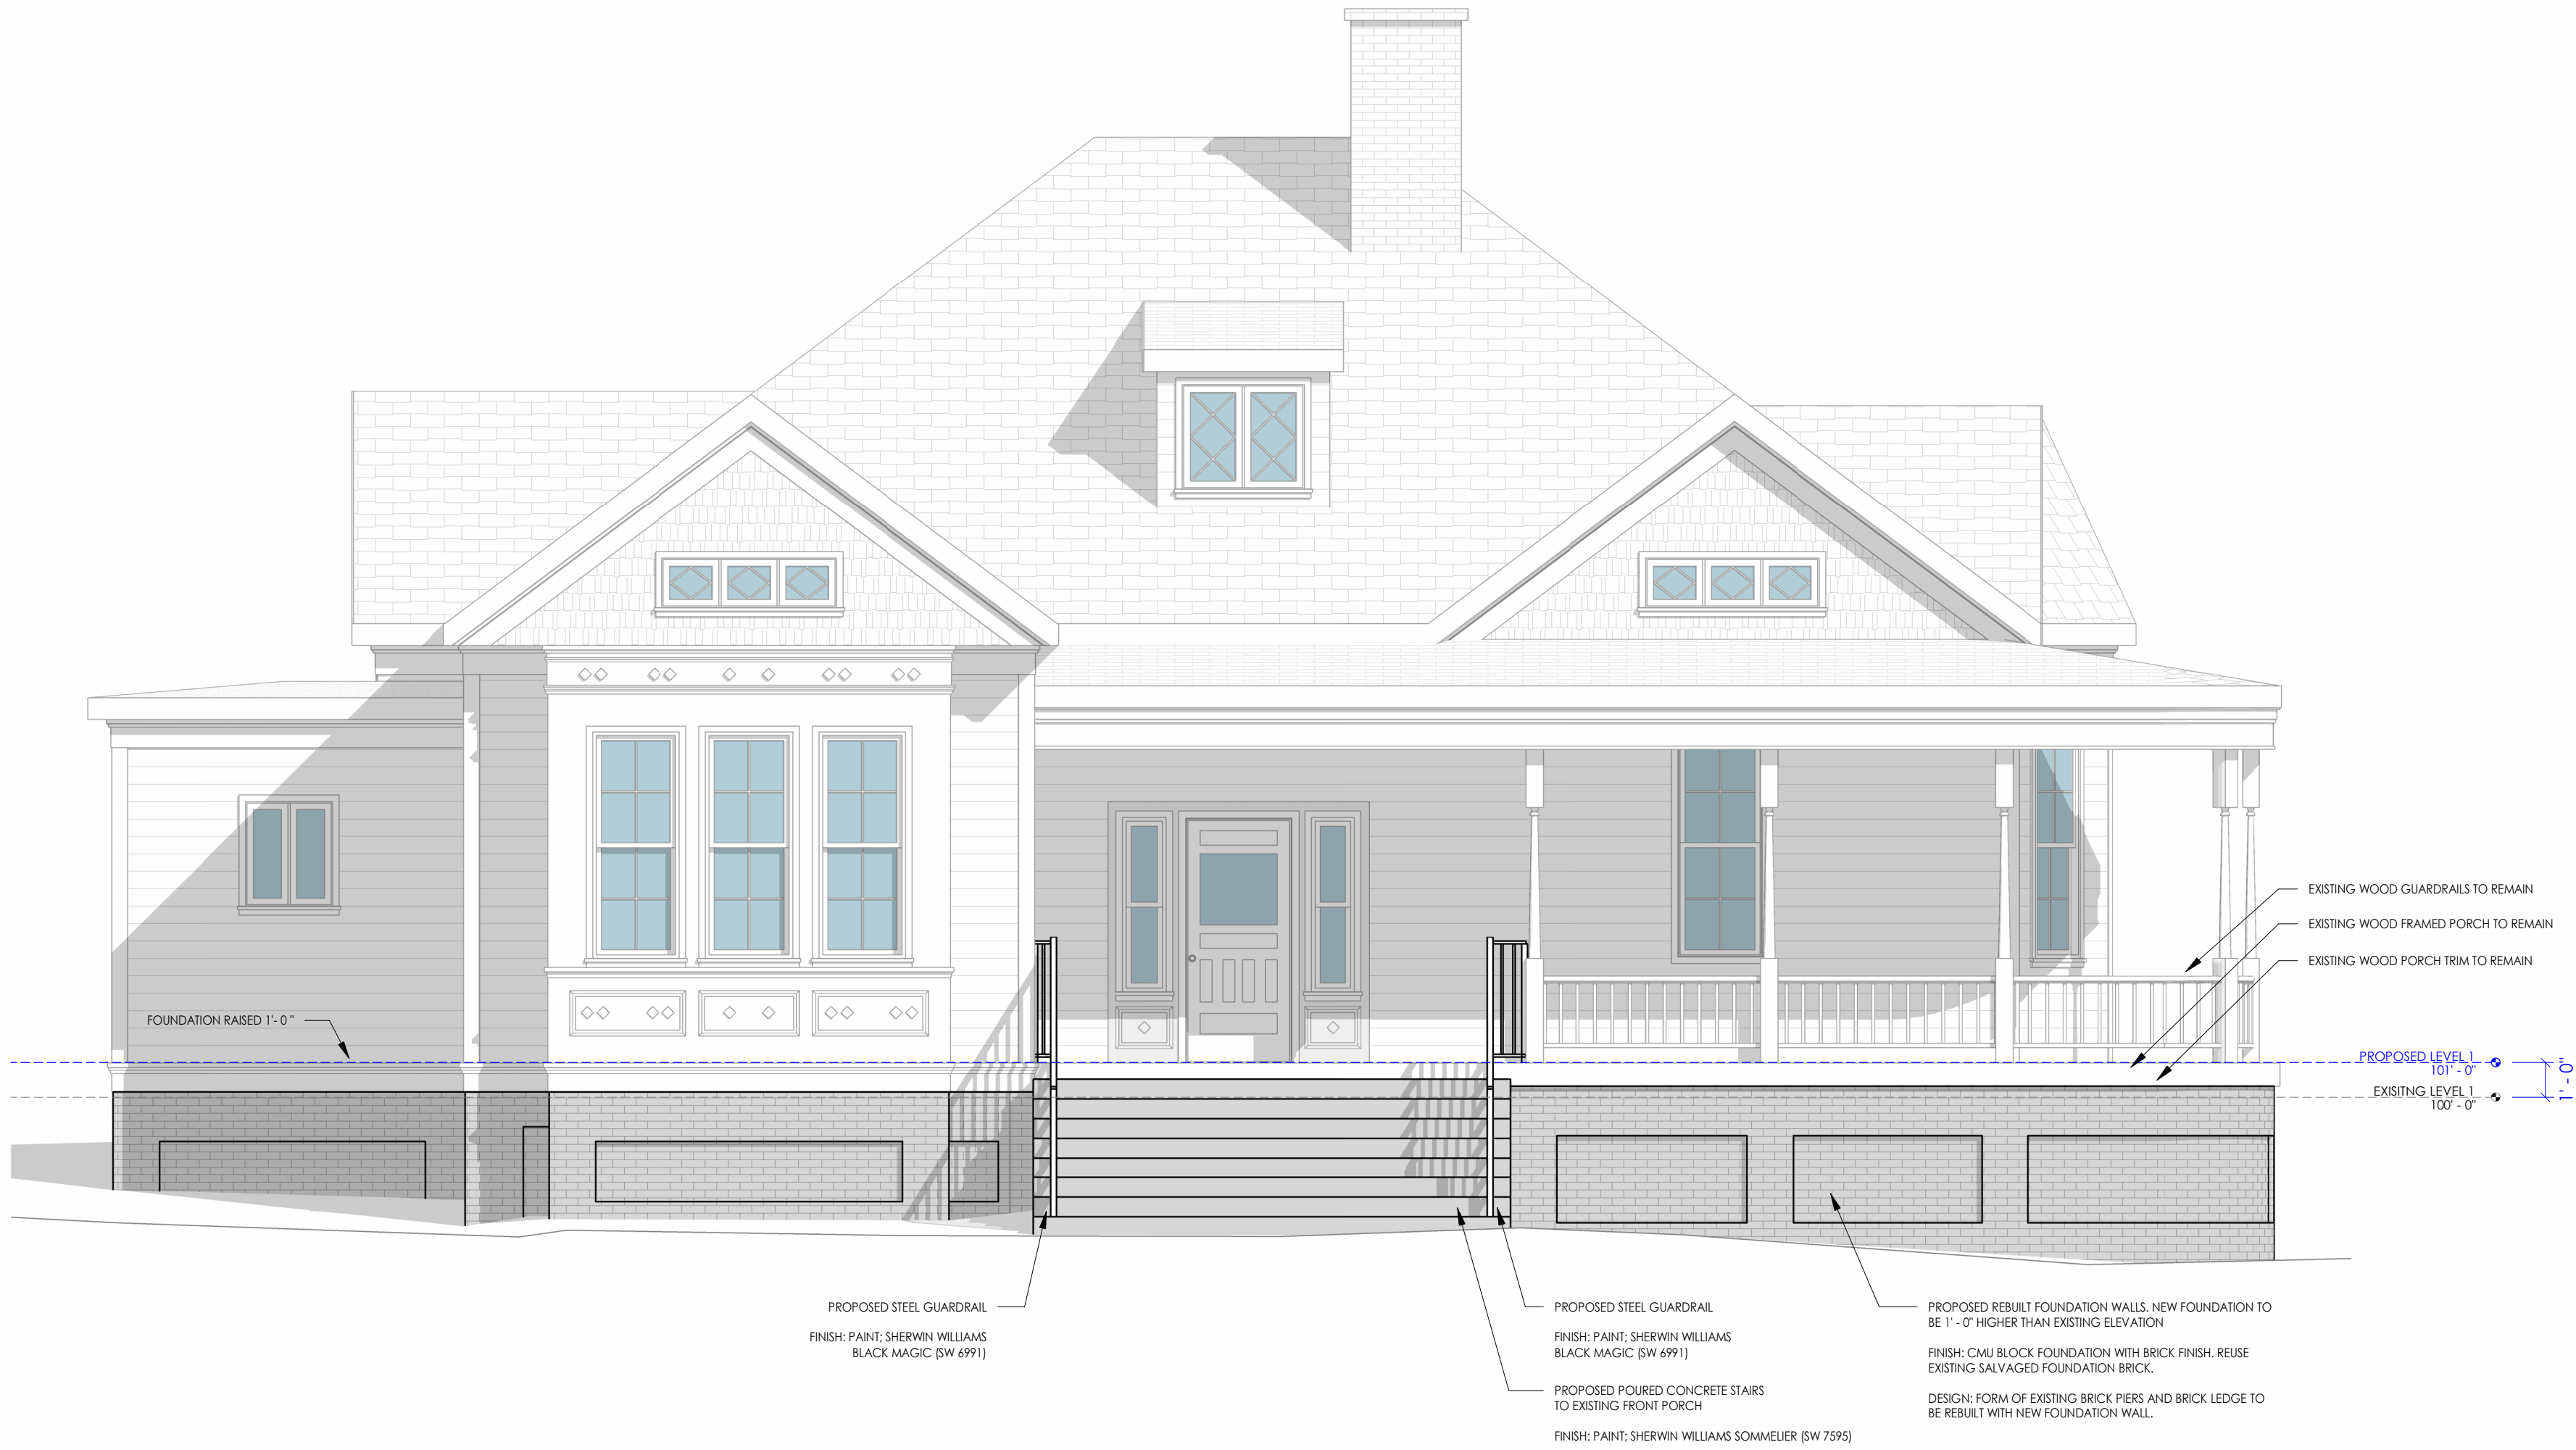 EXISTING WOOD GUARDRAILS TO REMAIN
EXISTING WOOD FRAMED PORCH TO REMAIN
EXISTING WOOD PORCH TRIM TO REMAIN
FOUNDATION RAISED 1'- 0 "
PROPOSED LEVEL 1
101' - 0"
EXISITNG LEVEL 1
100' - 0"
1' - 0"
PROPOSED STEEL GUARDRAIL
FINISH: PAINT; SHERWIN WILLIAMS
BLACK MAGIC (SW 6991)
PROPOSED STEEL GUARDRAIL
FINISH: PAINT; SHERWIN WILLIAMS
BLACK MAGIC (SW 6991)
PROPOSED POURED CONCRETE STAIRS
TO EXISTING FRONT PORCH
FINISH: PAINT; SHERWIN WILLIAMS SOMMELIER (SW 7595)
PROPOSED REBUILT FOUNDATION WALLS. NEW FOUNDATION TO
BE 1' - 0" HIGHER THAN EXISTING ELEVATION
FINISH: CMU BLOCK FOUNDATION WITH BRICK FINISH. REUSE
EXISTING SALVAGED FOUNDATION BRICK.
DESIGN: FORM OF EXISTING BRICK PIERS AND BRICK LEDGE TO
BE REBUILT WITH NEW FOUNDATION WALL.